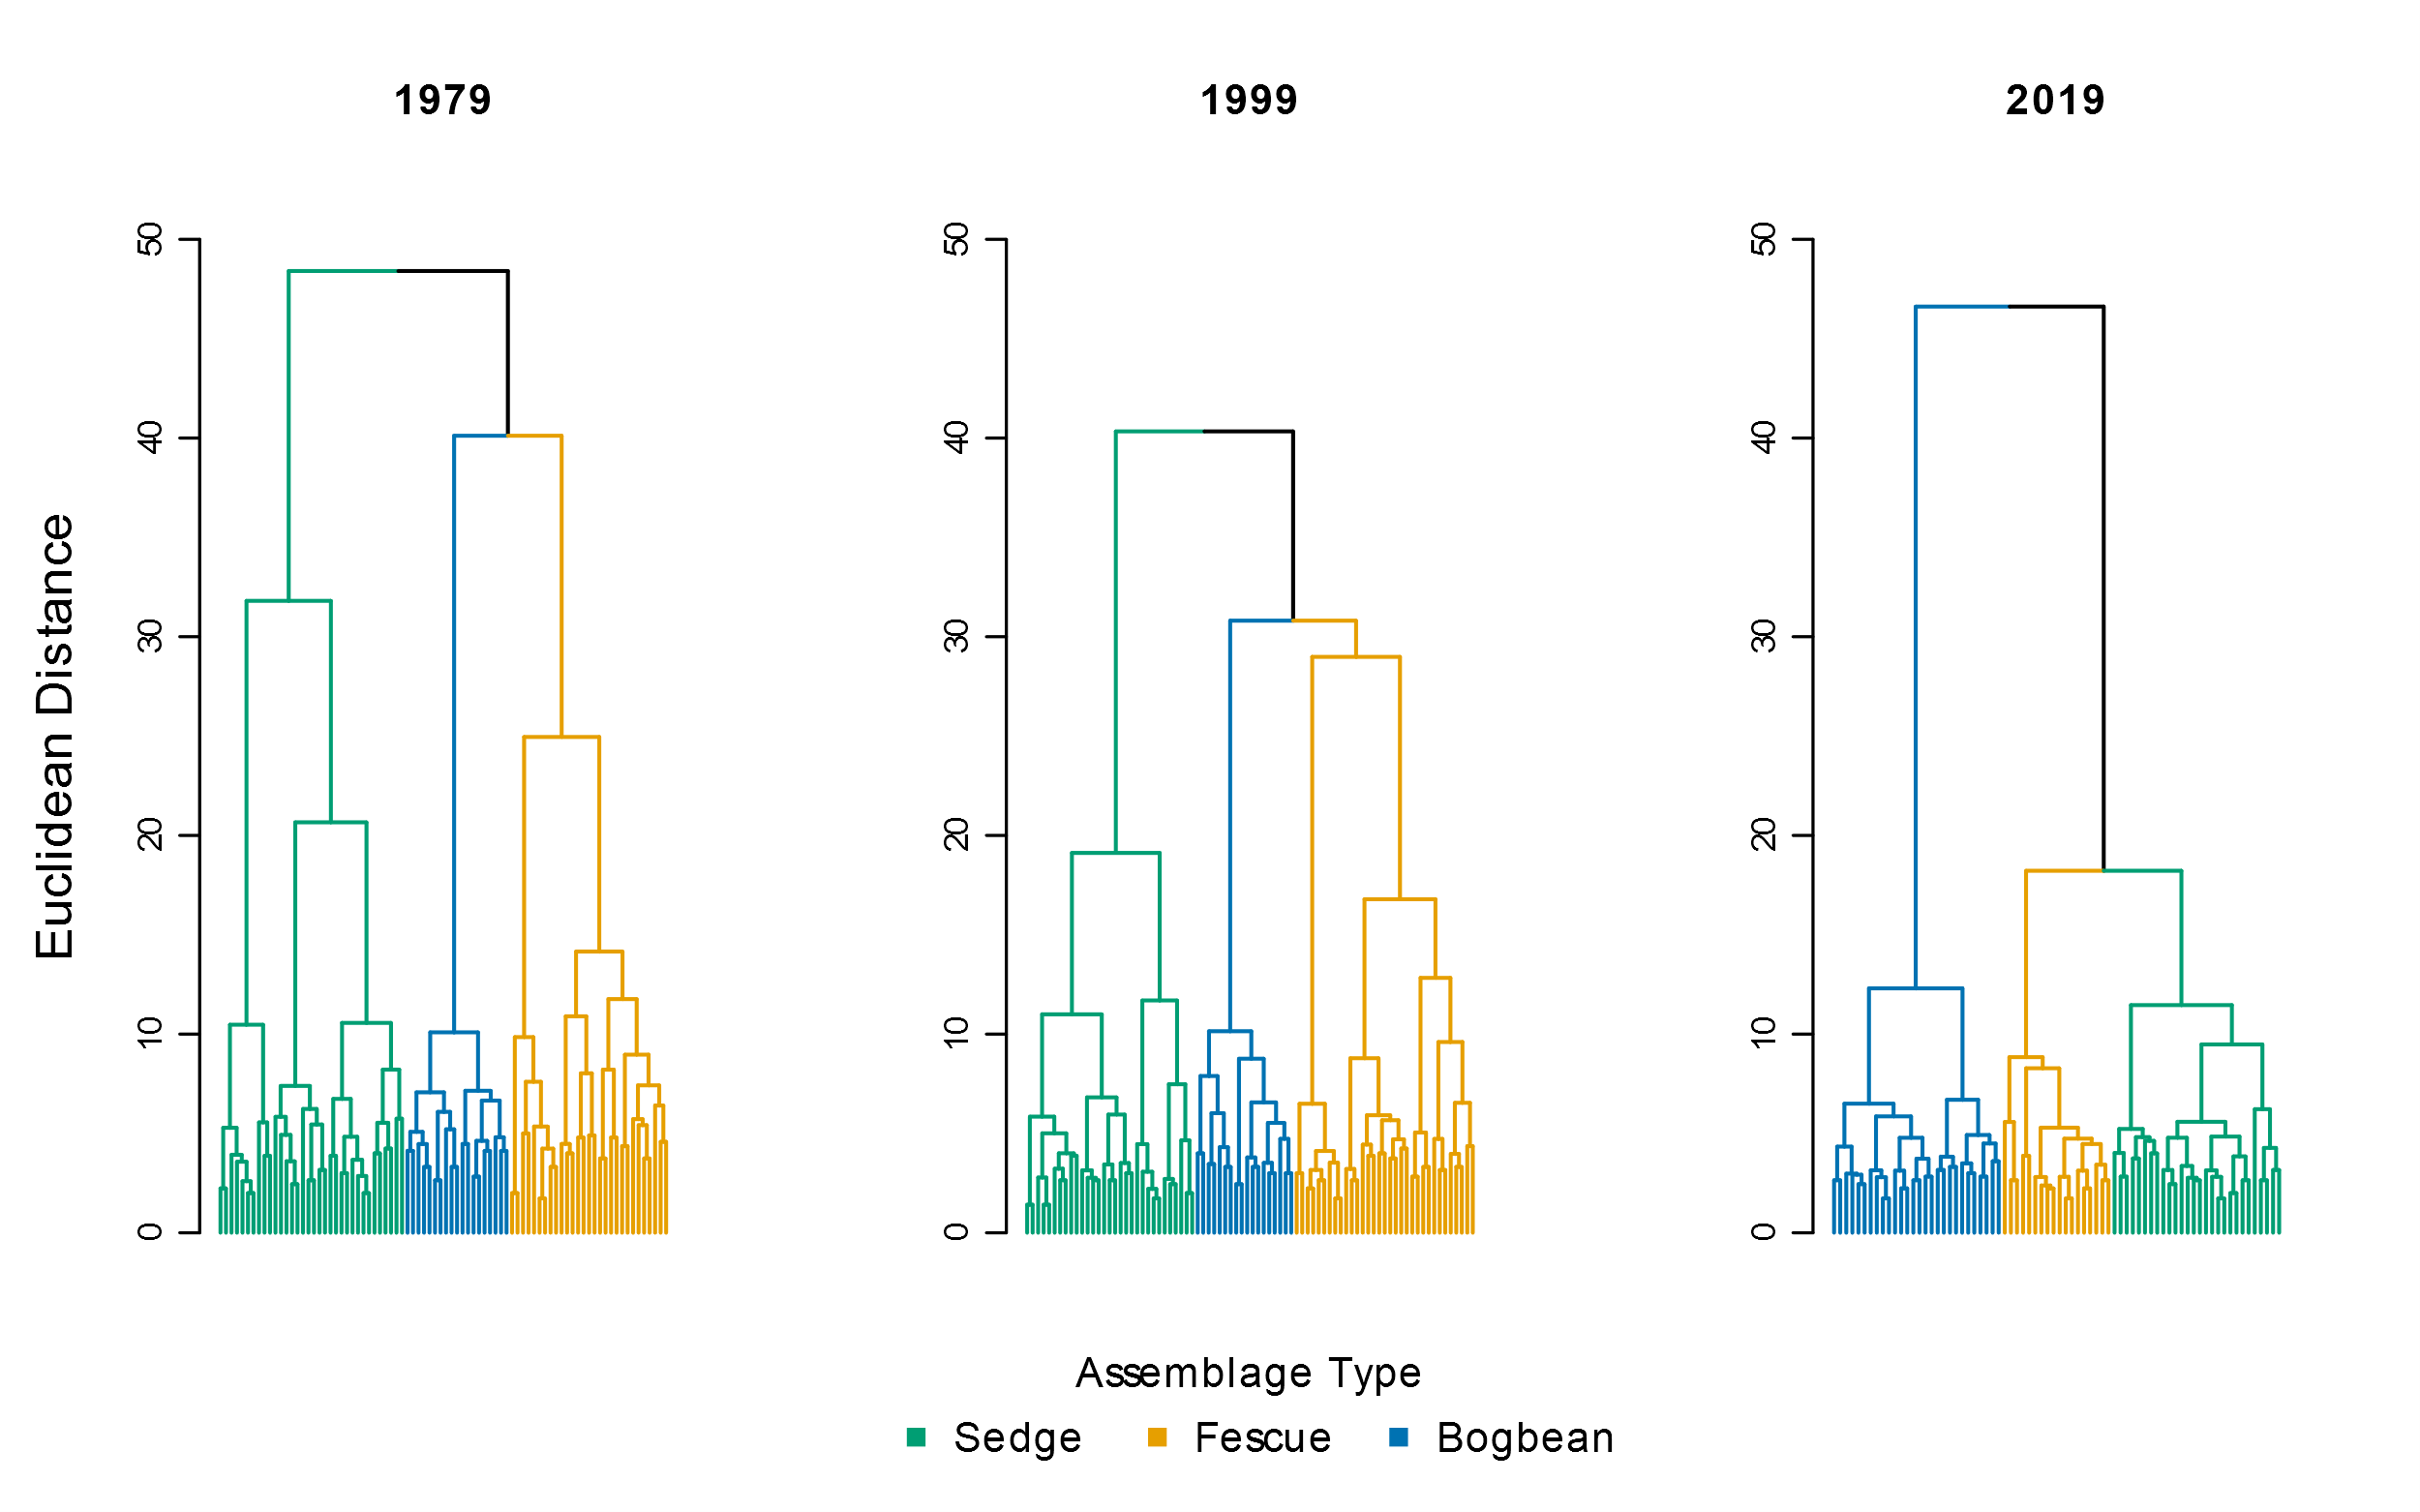 1979 1999 2019
Euclidean Distance
50 50 50
40 40 40
30 30 30
20 20 20
10 10 10
0 0 0
Assemblage Type
Sedge Fescue Bogbean